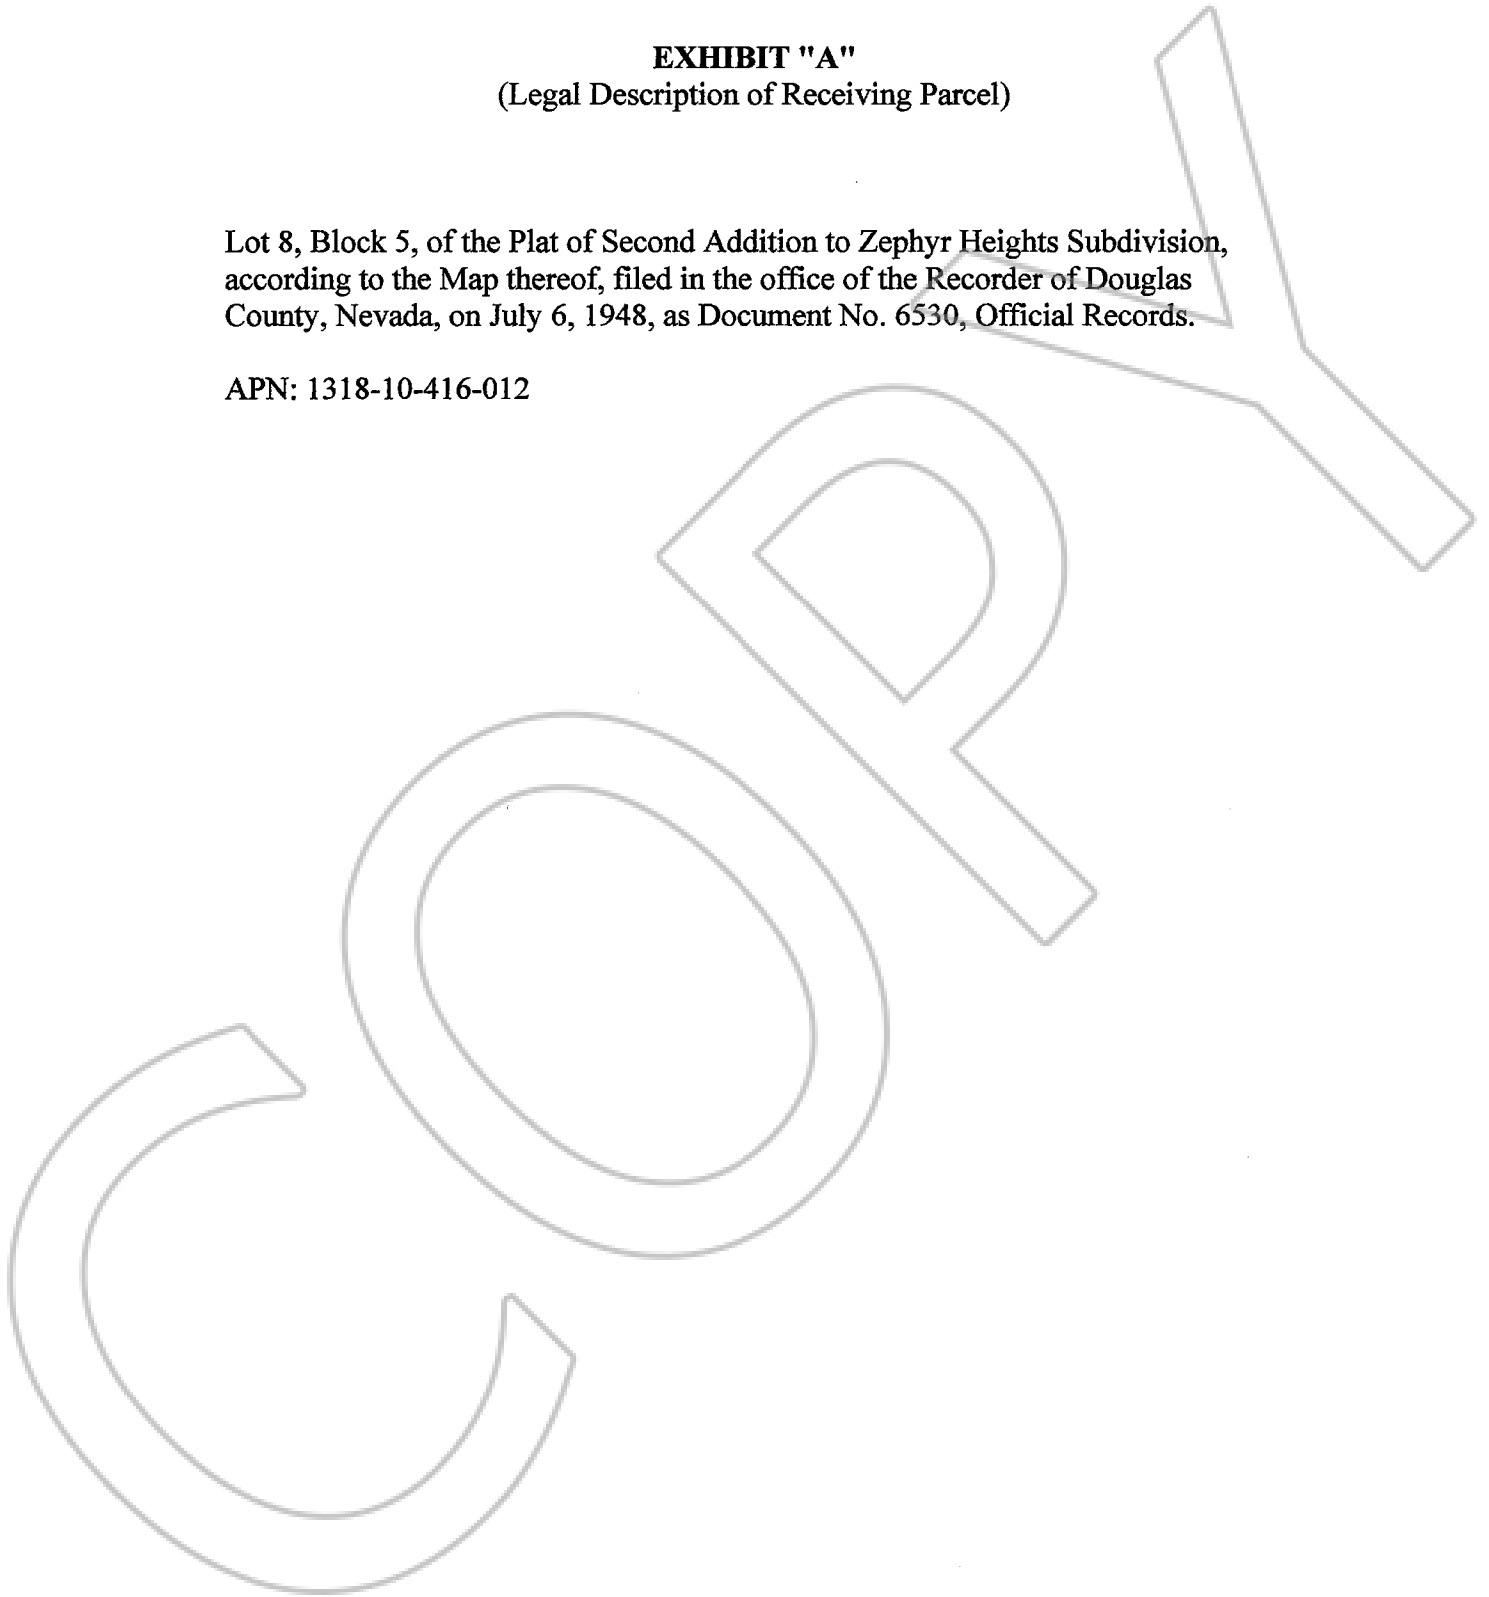 EXHIBIT "A"
(Legal Description of Receiving Parcel)
Lot 8, Block 5, of the Plat of Second Addition to Zephyr Heights Subdivision,
according to the Map thereof, filed in the office of the Recorder of Douglas
County, Nevada, on July 6, 1948, as Document No. 6530, Official Records.
APN: 1318-10-416-012
COPY